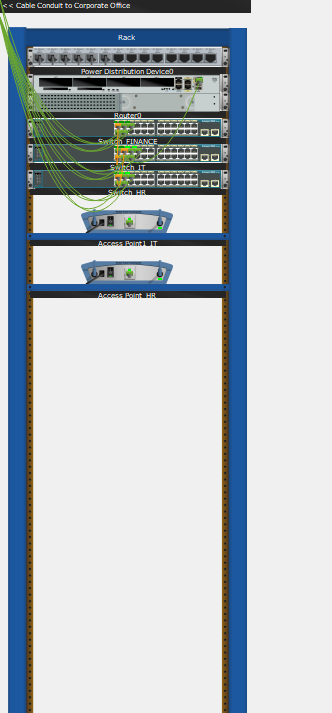 << Cable Conduit to Corporate Office
Rack
Power Distribution Device0
Router0
Switch_FINANCE
Switch_IT
Switch_HR
Access Point1_IT
Access Point_HR